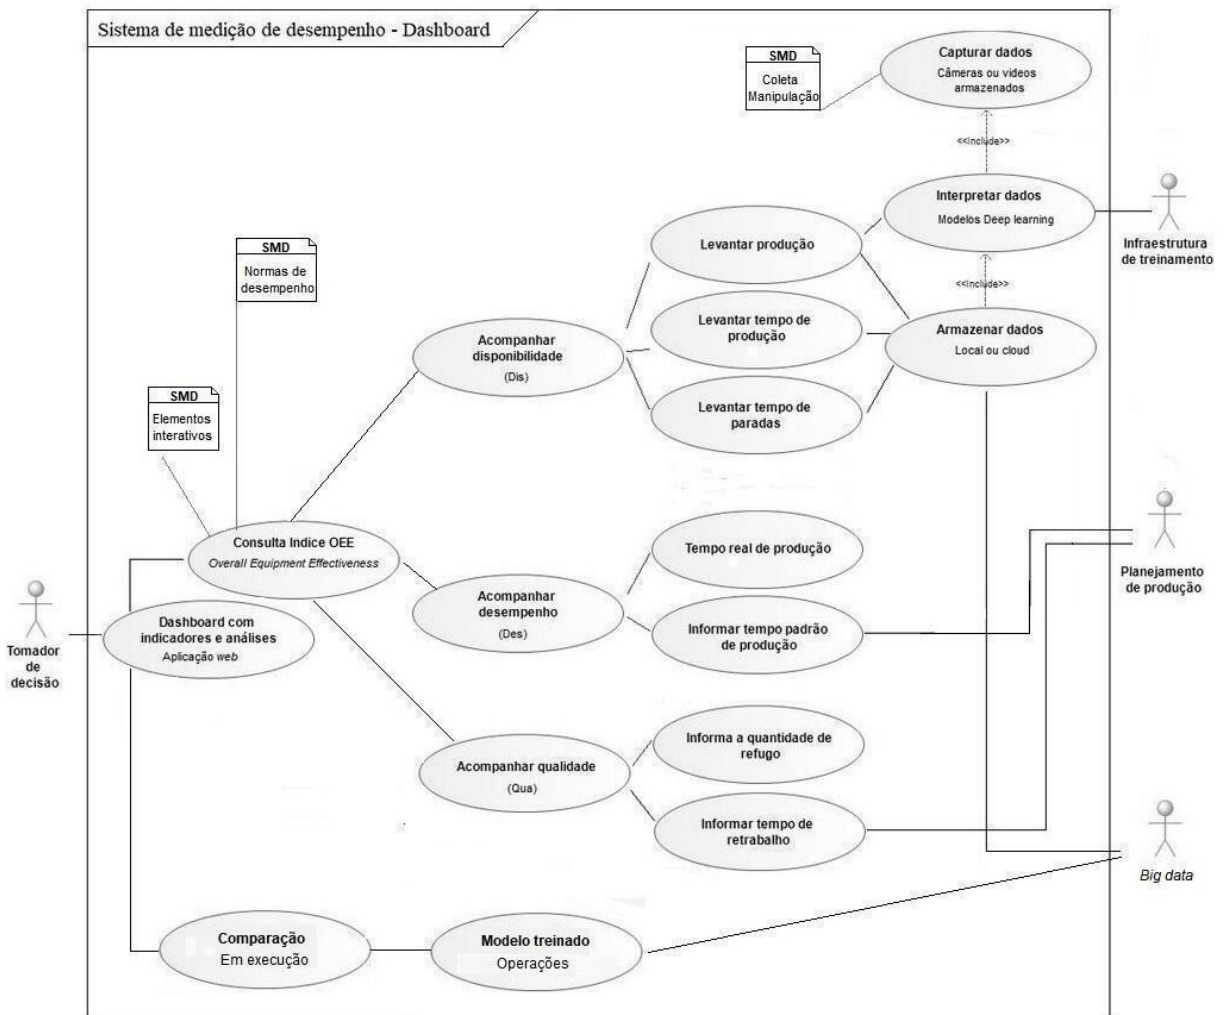 Sistema de medição de desempenho - Dashboard
SMD
Coleta
Manipulação
Capturar dados
Câmeras ou videos
armazenados
<<Include>>
Interpretar dados
Modelos Deep learning
Infraestrutura
de treinamento
<<Include>>
Armazenar dados
Local ou cloud
Levantar produção
Levantar tempo de
produção
Levantar tempo de
paradas
SMD
Normas de
desempenho
Acompanhar
disponibilidade
(Dis)
SMD
Elementos
interativos
Consulta Indice OEE
Overall Equipment Effectiveness
Tempo real de produção
Planejamento
de produção
Acompanhar
desempenho
(Des)
Informar tempo padrão
de produção
Tomador
de
decisão
Dashboard com
indicadores e análises
Aplicação web
Informa a quantidade de
refugo
Acompanhar qualidade
(Qua)
Informar tempo de
retrabalho
Big data
Comparação
Em execução
Modelo treinado
Operações